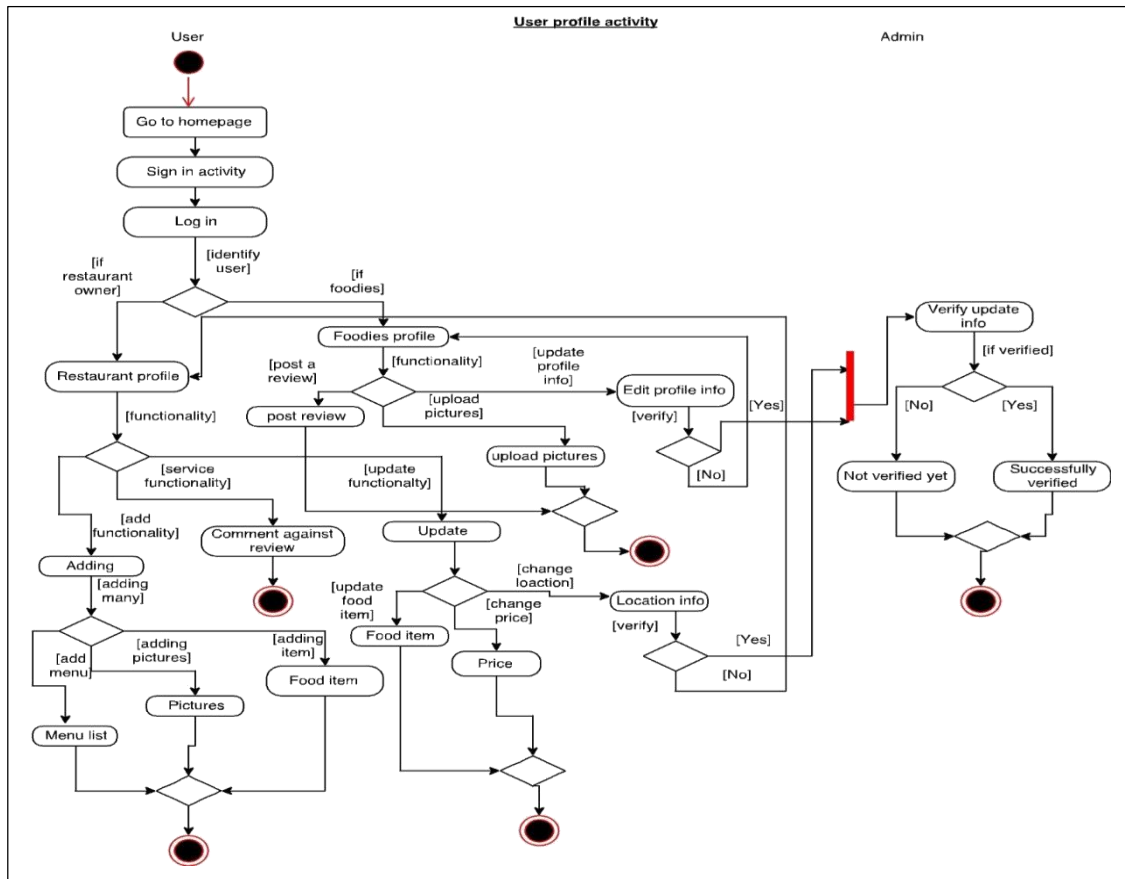 User profile activity
User
Admin
Go to homepage
Sign in activity
Log in
[if
restaurant
owner]
[identify
user]
[if
foodies]
Foodies profile
Restaurant profile
[functionality]
[post a
review]
[functionality]
[upload
pictures]
[update
profile
info]
Edit profile info
[verify]
[Yes]
[No]
post review
upload pictures
Verify update
info
[if verified]
[No]
[Yes]
Not verified yet
Successfully
verified
[service
functionality]
[update
functionalty]
[add
functionality]
Comment against
review
Update
Adding
[adding
many]
[add
menu]
[adding
pictures]
[adding
item]
Food item
Pictures
Menu list
[update
food
item]
[change
price]
[change
loaction]
Location info
[verify]
[Yes]
[No]
Food item
Price